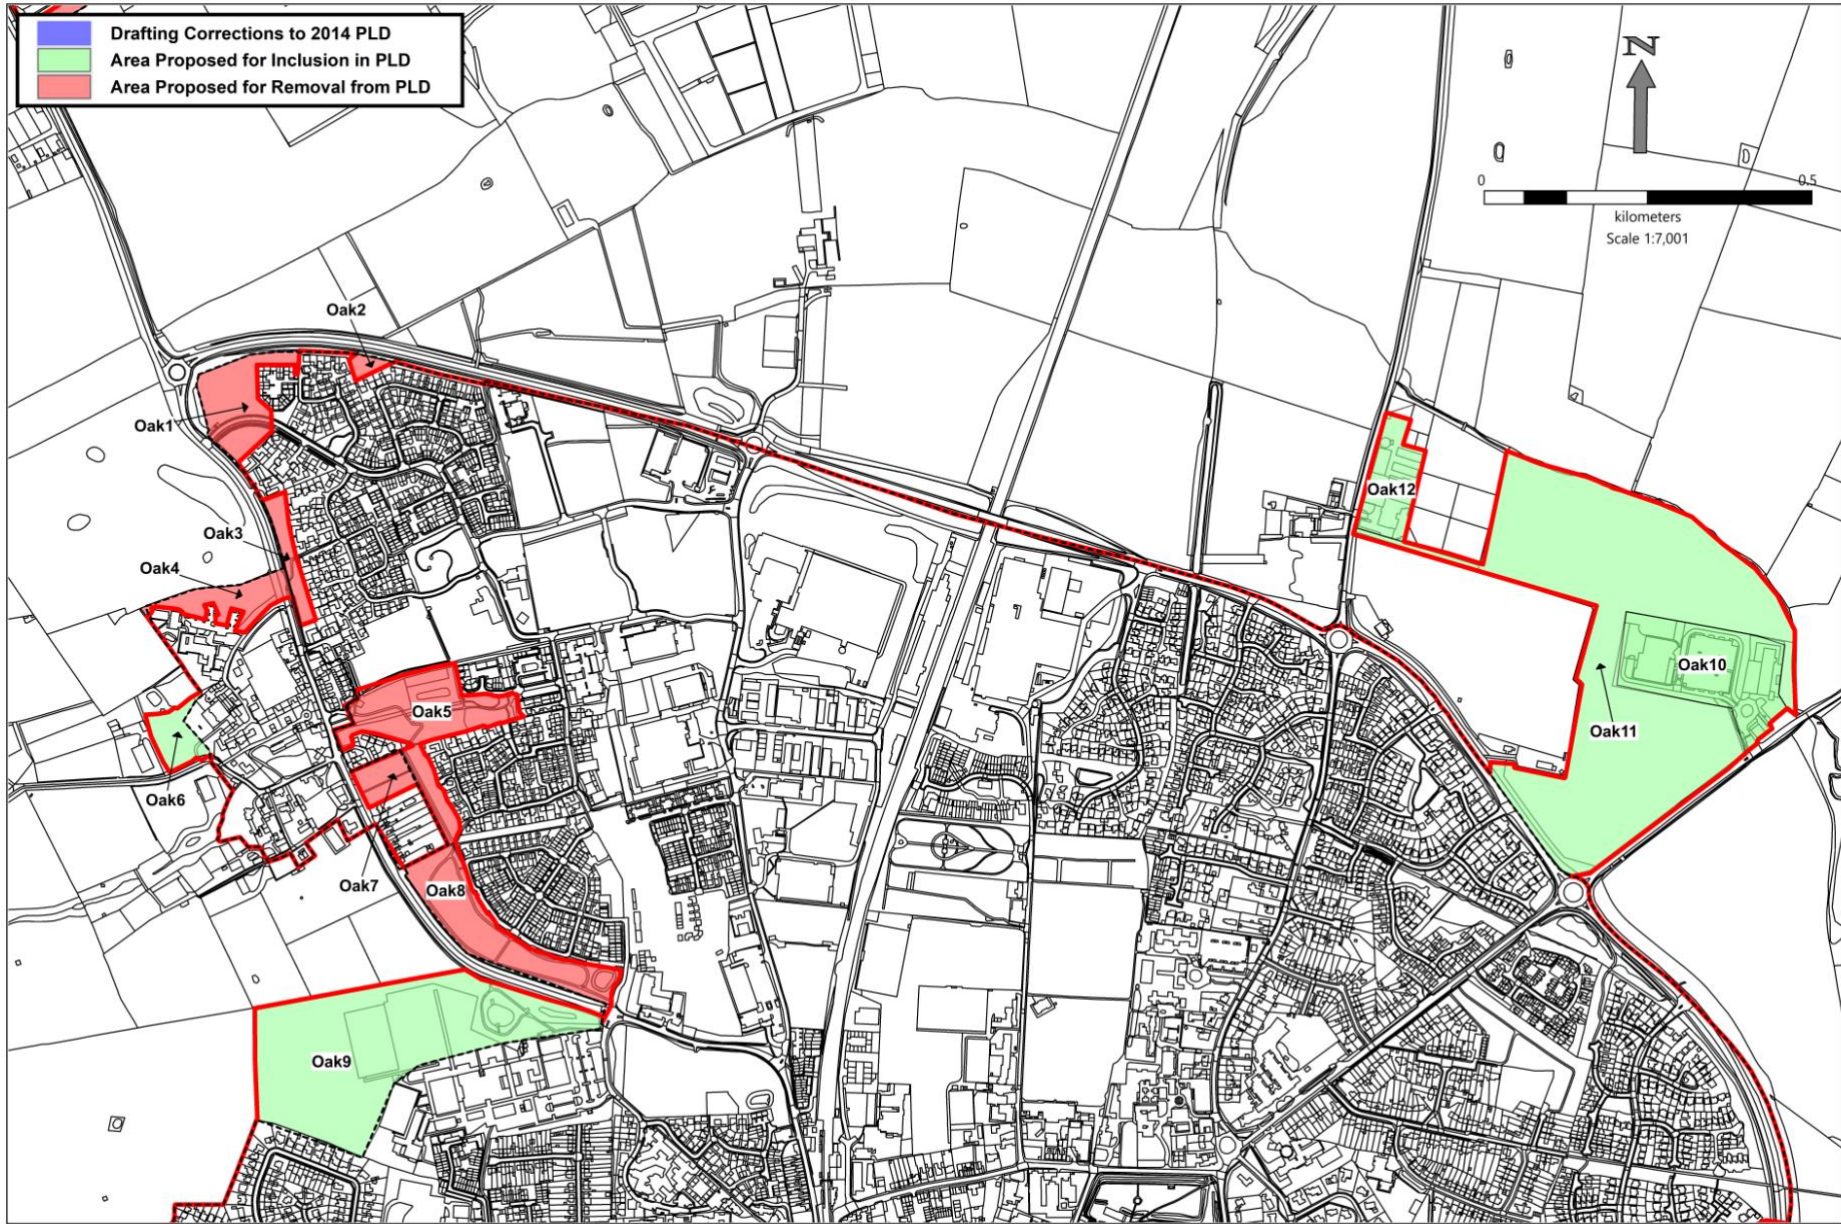 Drafting Corrections to 2014 PLD
Area Proposed for Inclusion in PLD
Area Proposed for Removal from PLD
N
0 0.5
kilometers
Scale 1:7,001
Oak2
Oak1
Oak12
Oak3
Oak4
Oak10
Oak5
Oak11
Oak6
Oak7
Oak8
Oak9